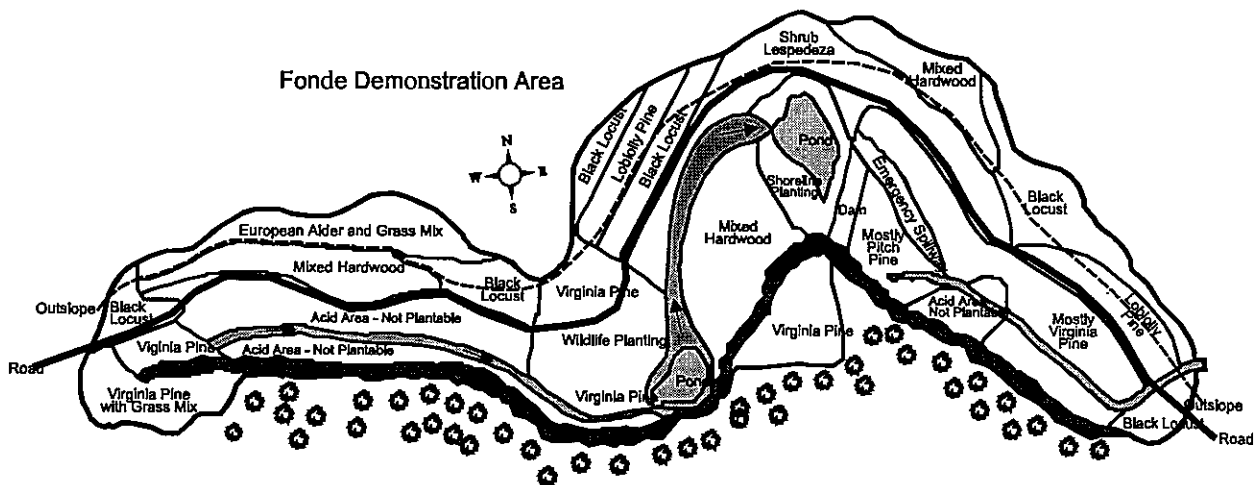 Fonde Demonstration Area
N
W
E
S
Shrub
Lespedeza
Mixed
Hardwood
Black Locust
Loblolly Pine
Black Locust
Pond
Shoreline
Planting
Emergency Spillway
Dam
Mixed
Hardwood
Mostly
Pitch
Pine
Black
Locust
European Alder and Grass Mix
Mixed Hardwood
Black
Locust
Virginia Pine
Outslope
Black
Locust
Acid Area - Not Plantable
Acid Area
Not Plantable
Loblolly
Pine
Mostly
Virginia Pine
Viginia Pine
Acid Area - Not Plantable
Wildlife Planting
Virginia Pine
Road
Virginia Pine
with Grass Mix
Virginia Pine
Pond
Outslope
Black Locust
Road